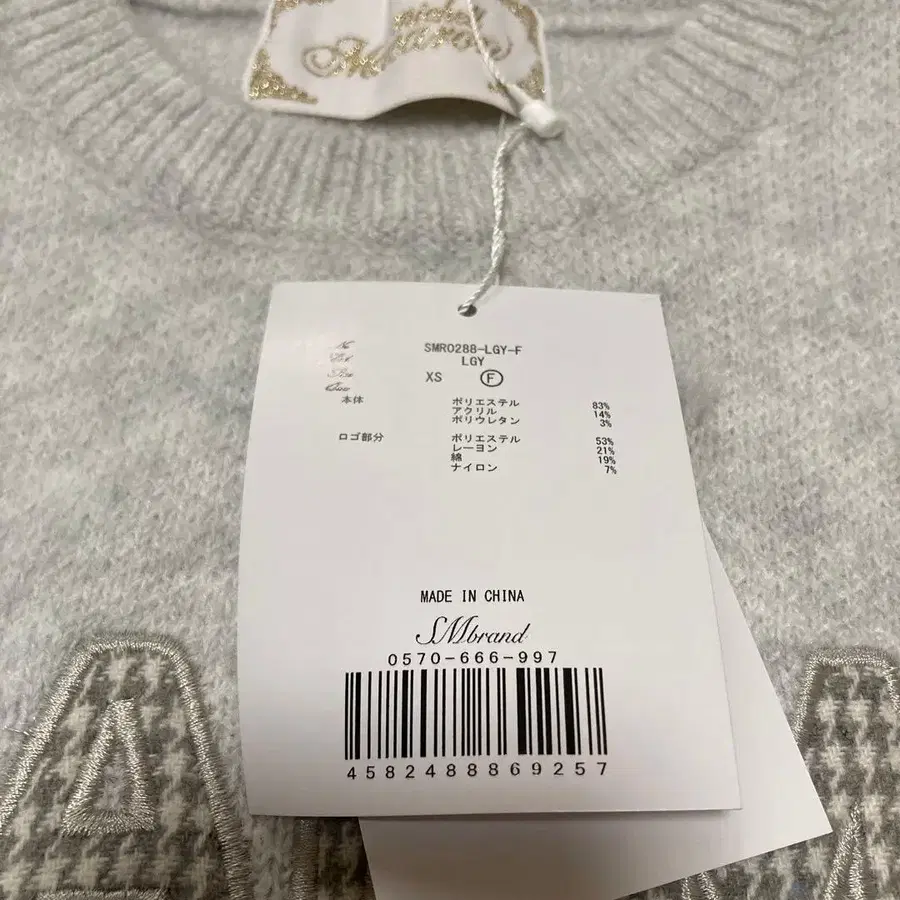 SMR0288-LGY-F
LGY
XS Ⓕ
本体 ポリエステル 83%
アクリル 14%
ポリウレタン 3%
ロゴ部分 ポリエステル 53%
レーヨン 21%
綿 19%
ナイロン 7%
MADE IN CHINA
SMbrand
0570-666-997
4582488869257